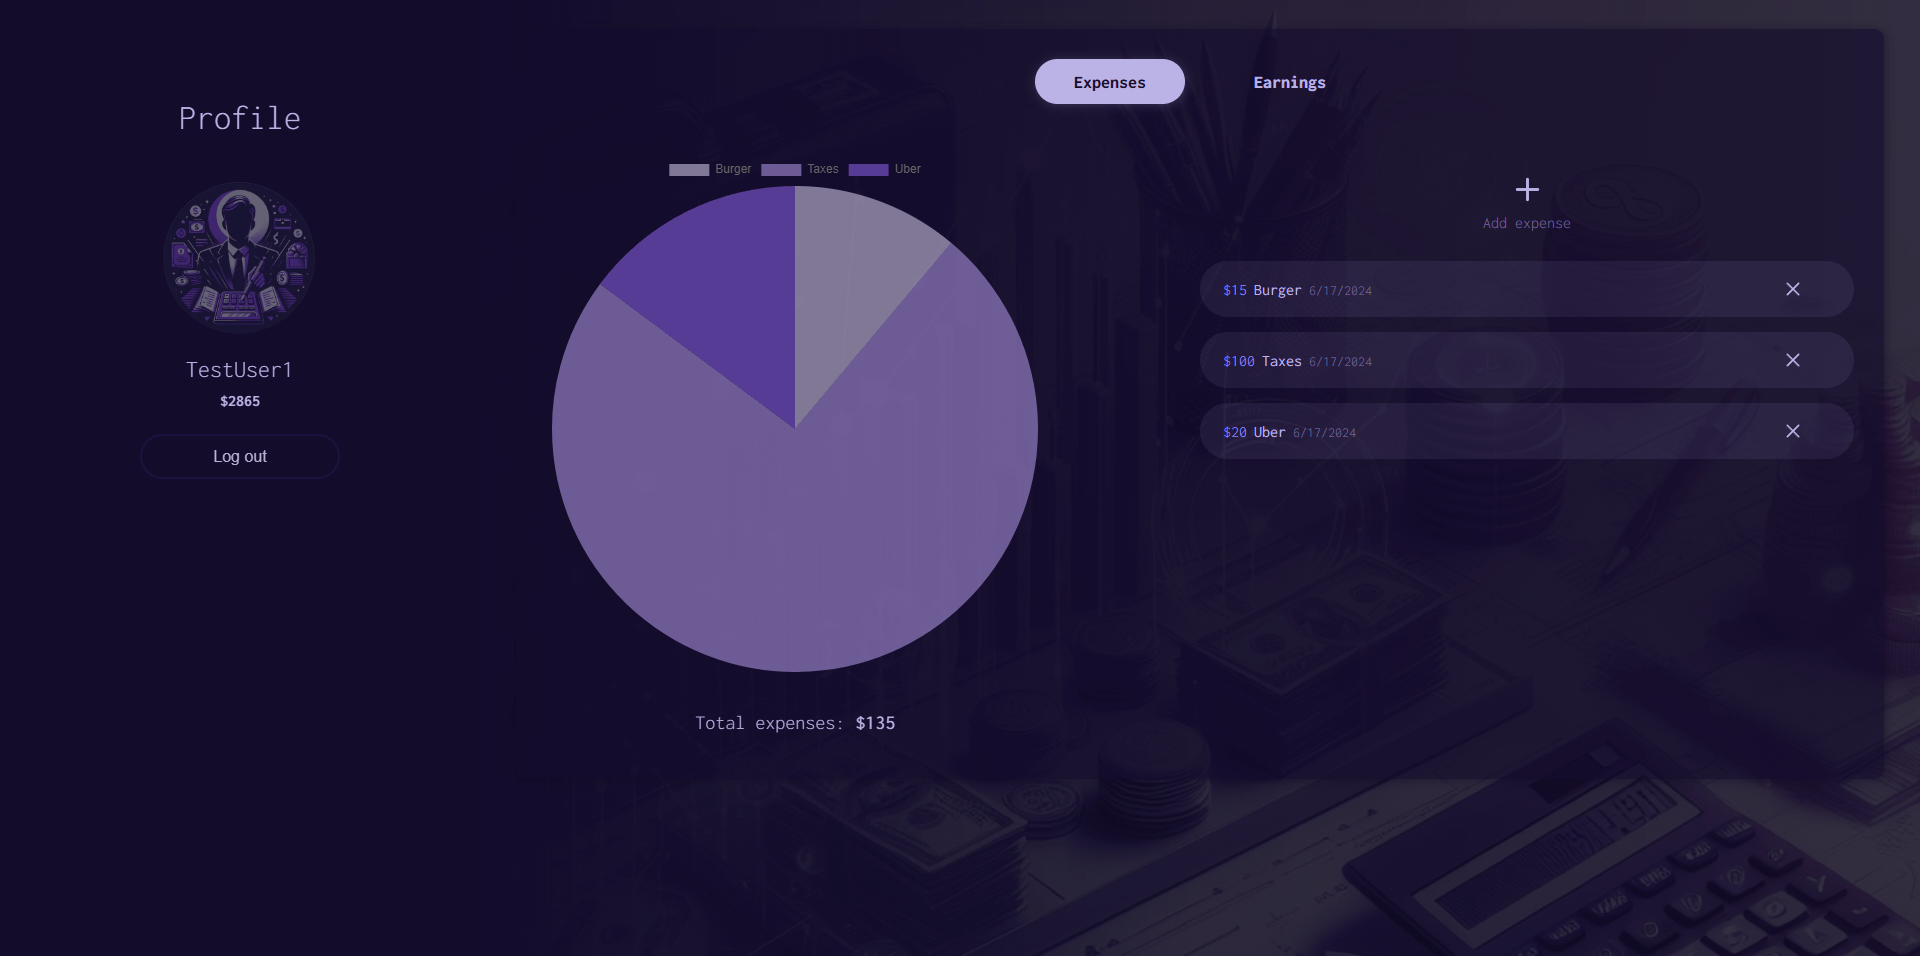 Profile
TestUser1
$2865
Log out
Expenses
Earnings
Burger Taxes Uber
Total expenses: $135
Add expense
$15 Burger 6/17/2024
$100 Taxes 6/17/2024
$20 Uber 6/17/2024